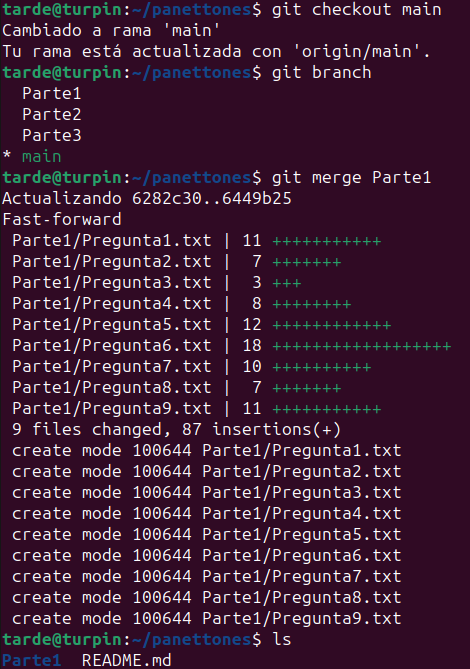 tarde@turpin:~/panettones$ git checkout main
Cambiado a rama 'main'
Tu rama está actualizada con 'origin/main'.
tarde@turpin:~/panettones$ git branch
  Parte1
  Parte2
  Parte3
* main
tarde@turpin:~/panettones$ git merge Parte1
Actualizando 6282c30..6449b25
Fast-forward
 Parte1/Pregunta1.txt | 11 +++++++++++
 Parte1/Pregunta2.txt |  7 +++++++
 Parte1/Pregunta3.txt |  3 +++
 Parte1/Pregunta4.txt |  8 ++++++++
 Parte1/Pregunta5.txt | 12 ++++++++++++
 Parte1/Pregunta6.txt | 18 ++++++++++++++++++
 Parte1/Pregunta7.txt | 10 ++++++++++
 Parte1/Pregunta8.txt |  7 +++++++
 Parte1/Pregunta9.txt | 11 +++++++++++
 9 files changed, 87 insertions(+)
 create mode 100644 Parte1/Pregunta1.txt
 create mode 100644 Parte1/Pregunta2.txt
 create mode 100644 Parte1/Pregunta3.txt
 create mode 100644 Parte1/Pregunta4.txt
 create mode 100644 Parte1/Pregunta5.txt
 create mode 100644 Parte1/Pregunta6.txt
 create mode 100644 Parte1/Pregunta7.txt
 create mode 100644 Parte1/Pregunta8.txt
 create mode 100644 Parte1/Pregunta9.txt
tarde@turpin:~/panettones$ ls
Parte1  README.md